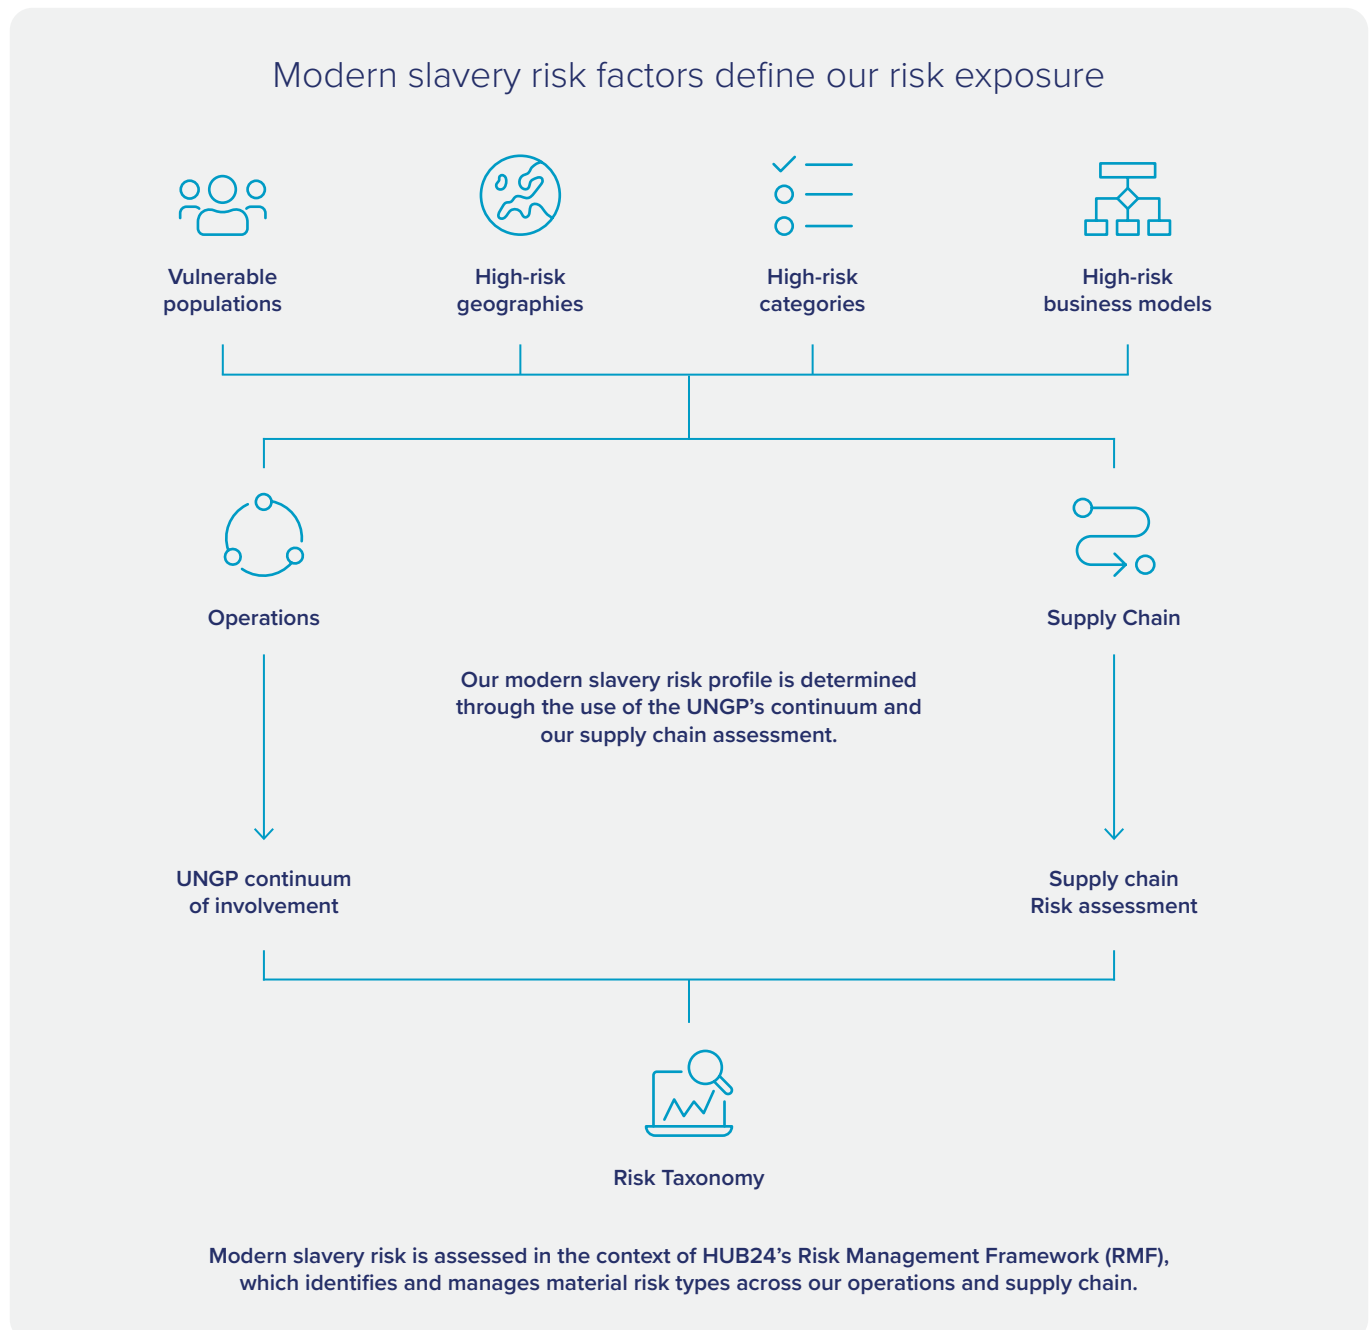 Modern slavery risk factors define our risk exposure
Vulnerable
populations
High-risk
geographies
High-risk
categories
High-risk
business models
Operations
Supply Chain
Our modern slavery risk profile is determined
through the use of the UNGP’s continuum and
our supply chain assessment.
UNGP continuum
of involvement
Supply chain
Risk assessment
Risk Taxonomy
Modern slavery risk is assessed in the context of HUB24’s Risk Management Framework (RMF),
which identifies and manages material risk types across our operations and supply chain.